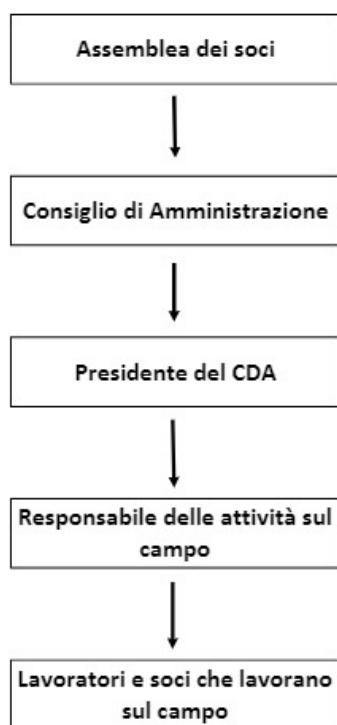 Assemblea dei soci
Consiglio di Amministrazione
Presidente del CDA
Responsabile delle attività sul
campo
Lavoratori e soci che lavorano
sul campo